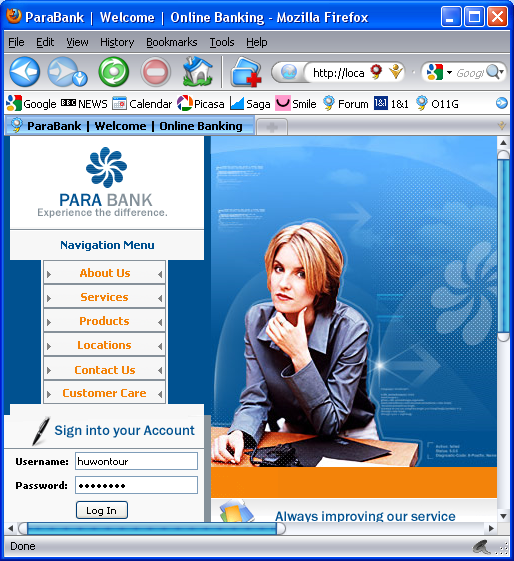 ParaBank | Welcome | Online Banking - Mozilla Firefox
File Edit View History Bookmarks Tools Help
http://loca Googl
Google BBC NEWS Calendar Picasa Saga Smile Forum 1&1 1&1 O11G
ParaBank | Welcome | Online Banking
PARA BANK
Experience the difference.
Navigation Menu
About Us
Services
Products
Locations
Contact Us
Customer Care
Sign into your Account
Username: huwontour
Password: ••••••••
Log In
Always improving our service
Done